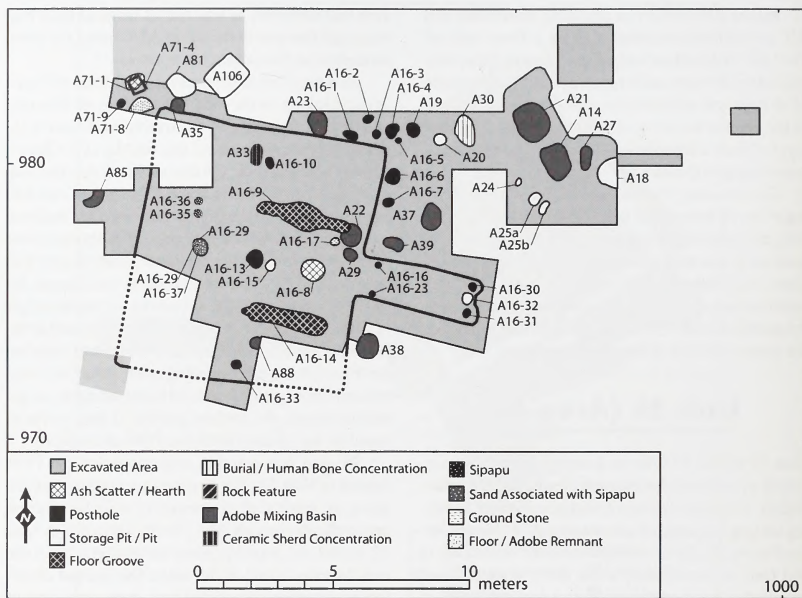 A71-4
A81
A71-1
A106
A71-9
A71-8
A35
A16-2
A16-3
A16-1
A16-4
A23
A19
A30
A21
A14
A27
A16-5
A20
980
A33
A16-10
A16-6
A18
A85
A24
A16-9
A16-7
A16-36
A16-35
A22
A37
A25a
A25b
A16-29
A16-17
A39
A16-13
A29
A16-16
A16-29
A16-37
A16-15
A16-8
A16-23
A16-30
A16-32
A16-31
A16-14
A38
A88
A16-33
970
Excavated Area
Ash Scatter / Hearth
Posthole
Storage Pit / Pit
Floor Groove
Burial / Human Bone Concentration
Rock Feature
Adobe Mixing Basin
Ceramic Sherd Concentration
Sipapu
Sand Associated with Sipapu
Ground Stone
Floor / Adobe Remnant
N
0 5 10
meters
1000